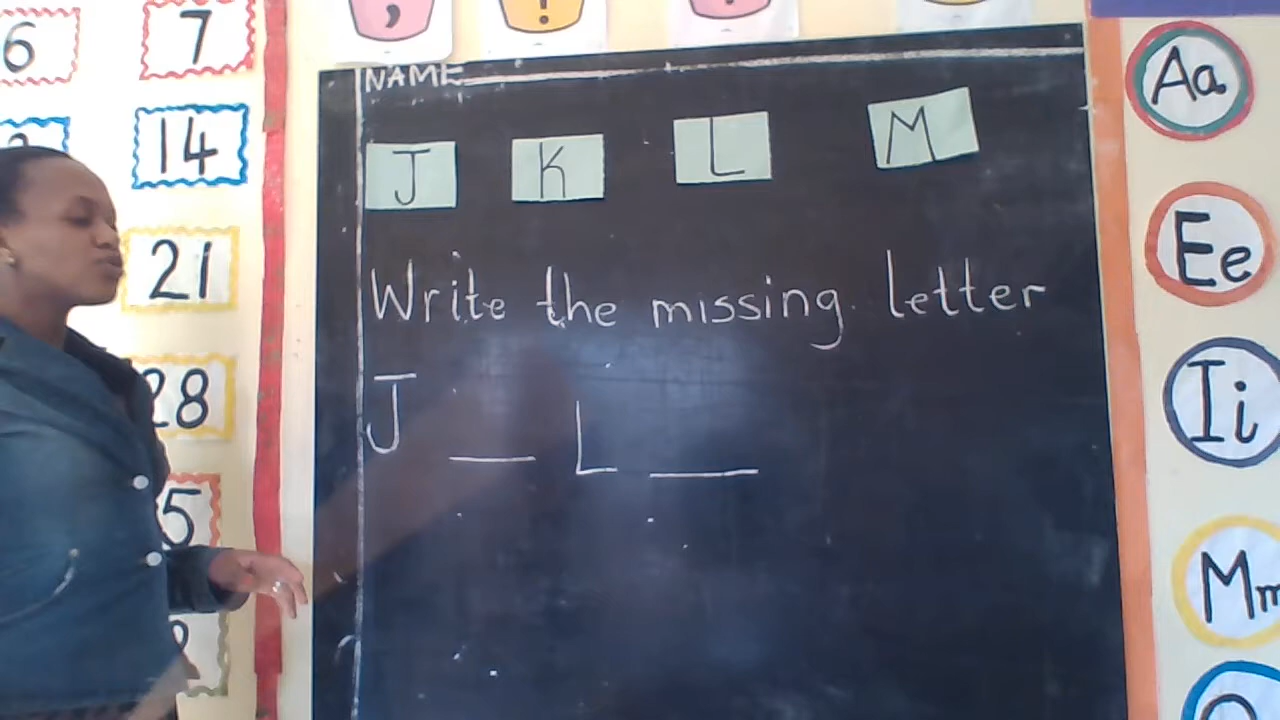 ; ! !
6 7
14
21
28
5
NAME
J K L M
Write the missing letter
J __ L __
Aa
Ee
Ii
Mm